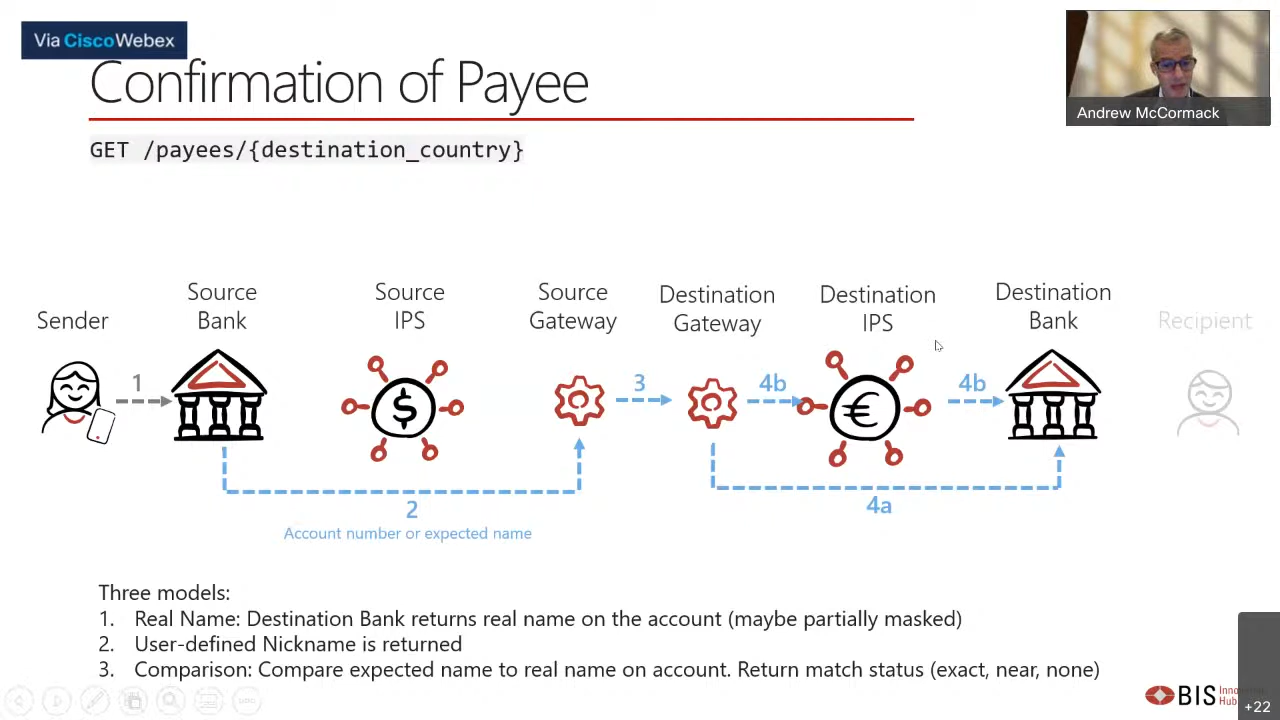 Via Cisco Webex
Andrew McCormack
Confirmation of Payee
GET /payees/{destination_country}
Sender
Source
Bank
Source
IPS
Source
Gateway
Destination
Gateway
Destination
IPS
Destination
Bank
Recipient
1
3
4b
4b
$
€
2
4a
Account number or expected name
Three models:
1. Real Name: Destination Bank returns real name on the account (maybe partially masked)
2. User-defined Nickname is returned
3. Comparison: Compare expected name to real name on account. Return match status (exact, near, none)
BIS
Hub
+22